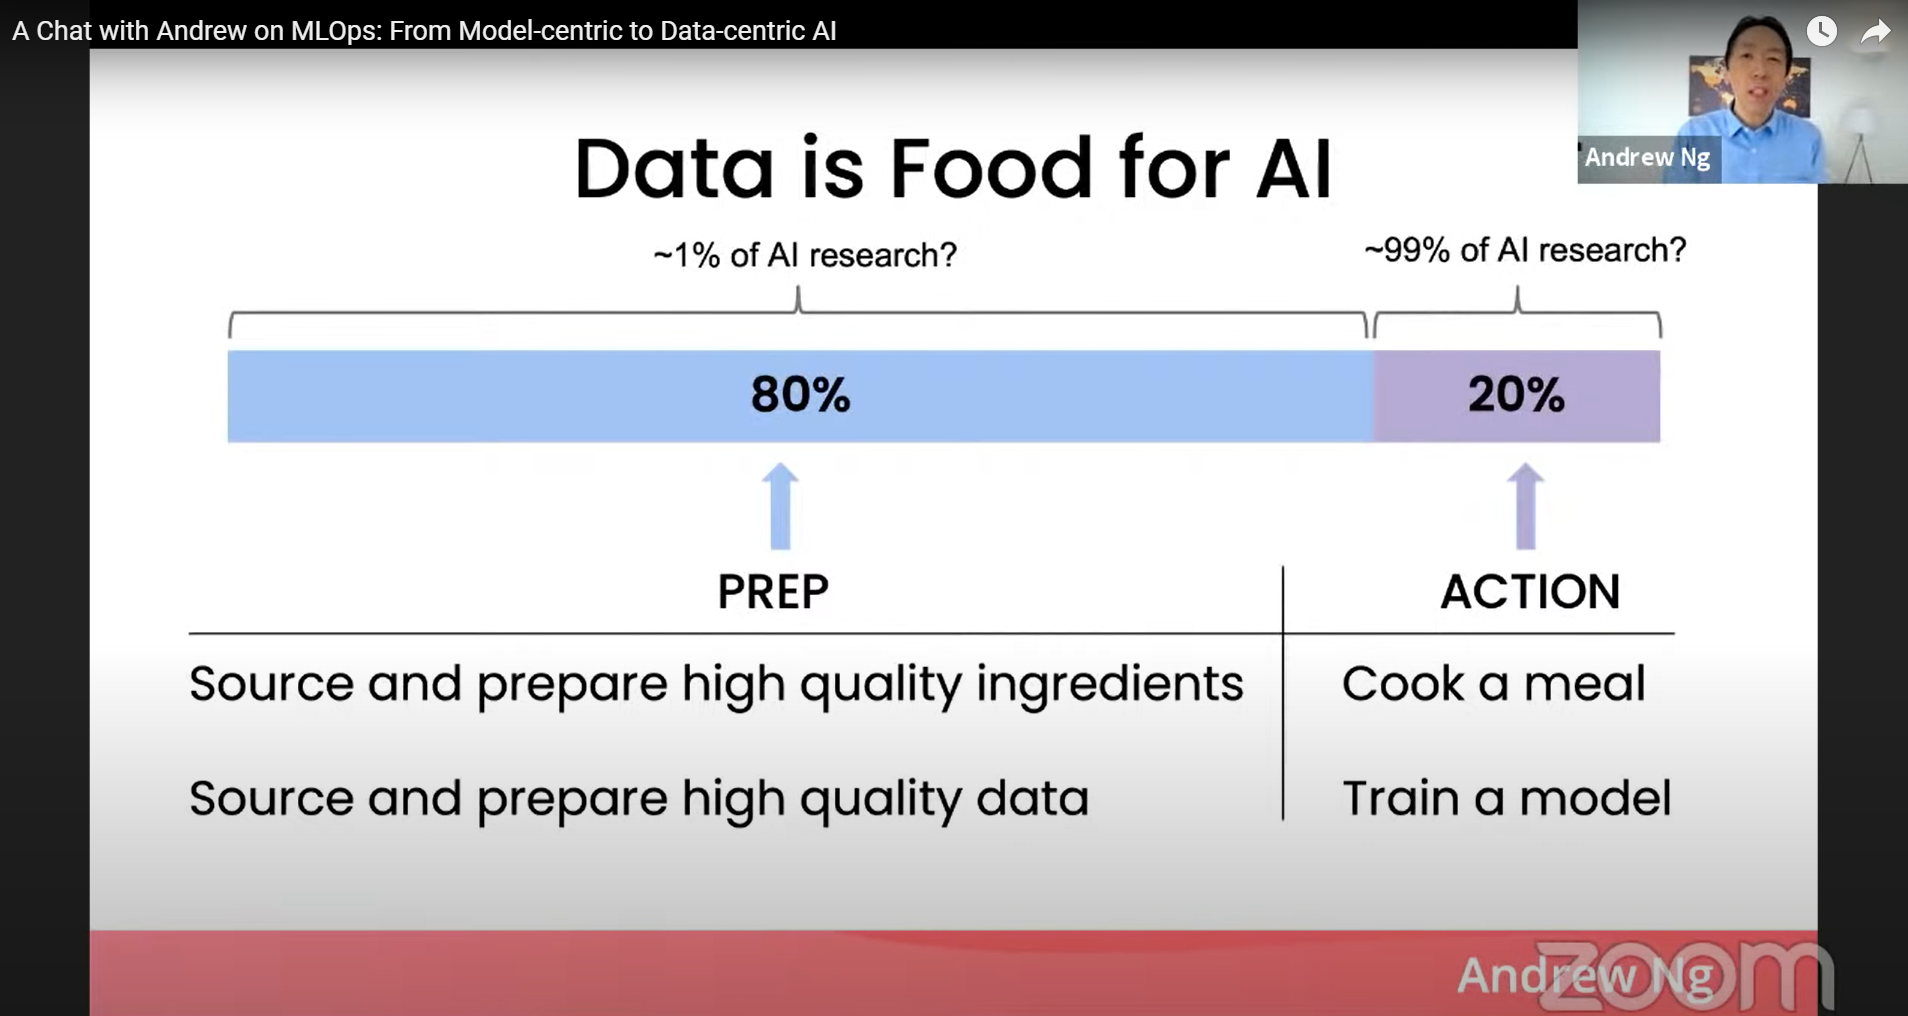 A Chat with Andrew on MLOps: From Model-centric to Data-centric AI
Andrew Ng
Data is Food for AI
~1% of AI research?
~99% of AI research?
80%
20%
PREP
ACTION
Source and prepare high quality ingredients
Cook a meal
Source and prepare high quality data
Train a model
Andrew Ng
zoom